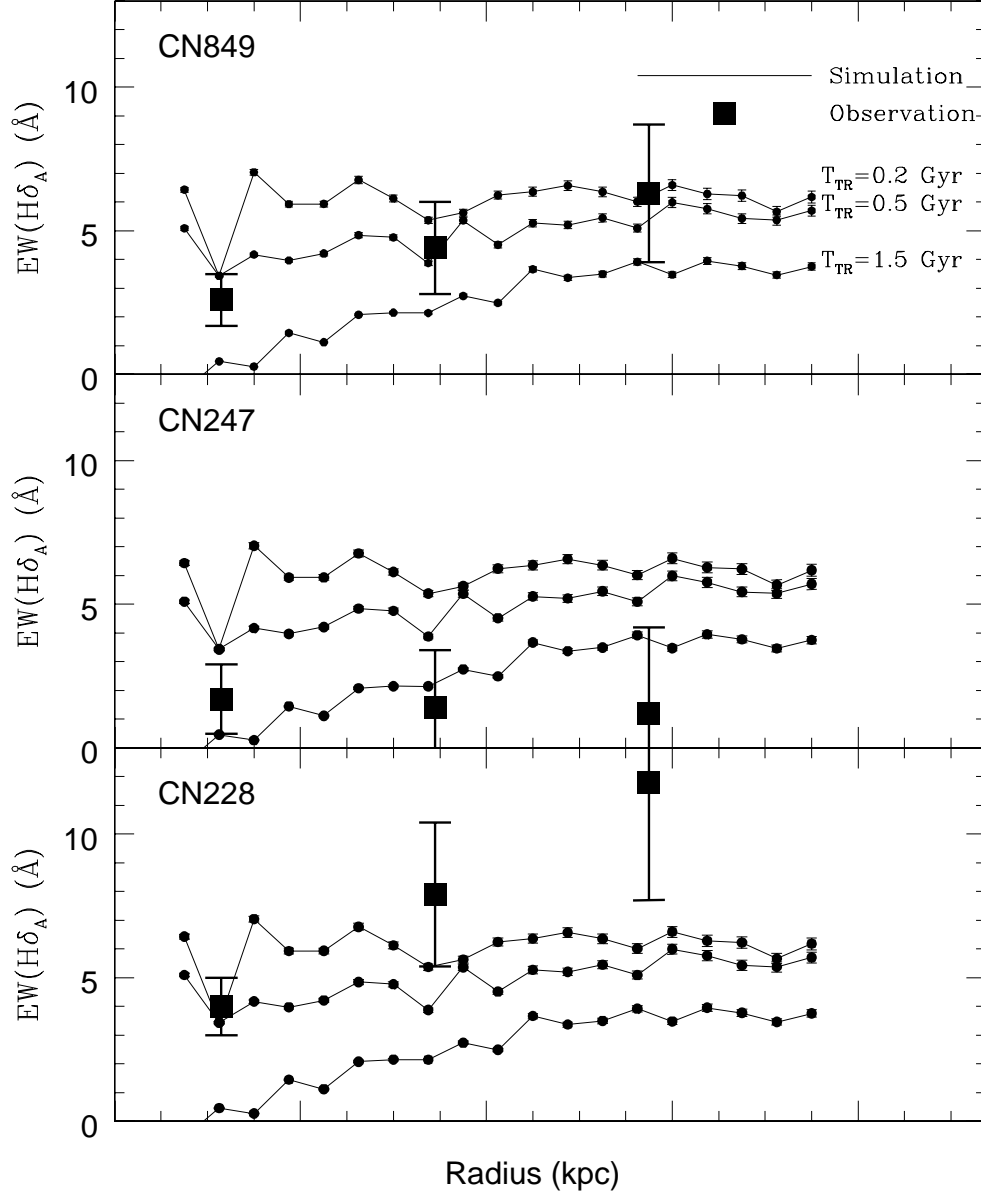 CN849
10
Simulation
Observation
T_TR=0.2 Gyr
T_TR=0.5 Gyr
5
T_TR=1.5 Gyr
0
EW(Hδ_A) (Å)
CN247
10
5
0
EW(Hδ_A) (Å)
CN228
10
5
0
EW(Hδ_A) (Å)
Radius (kpc)